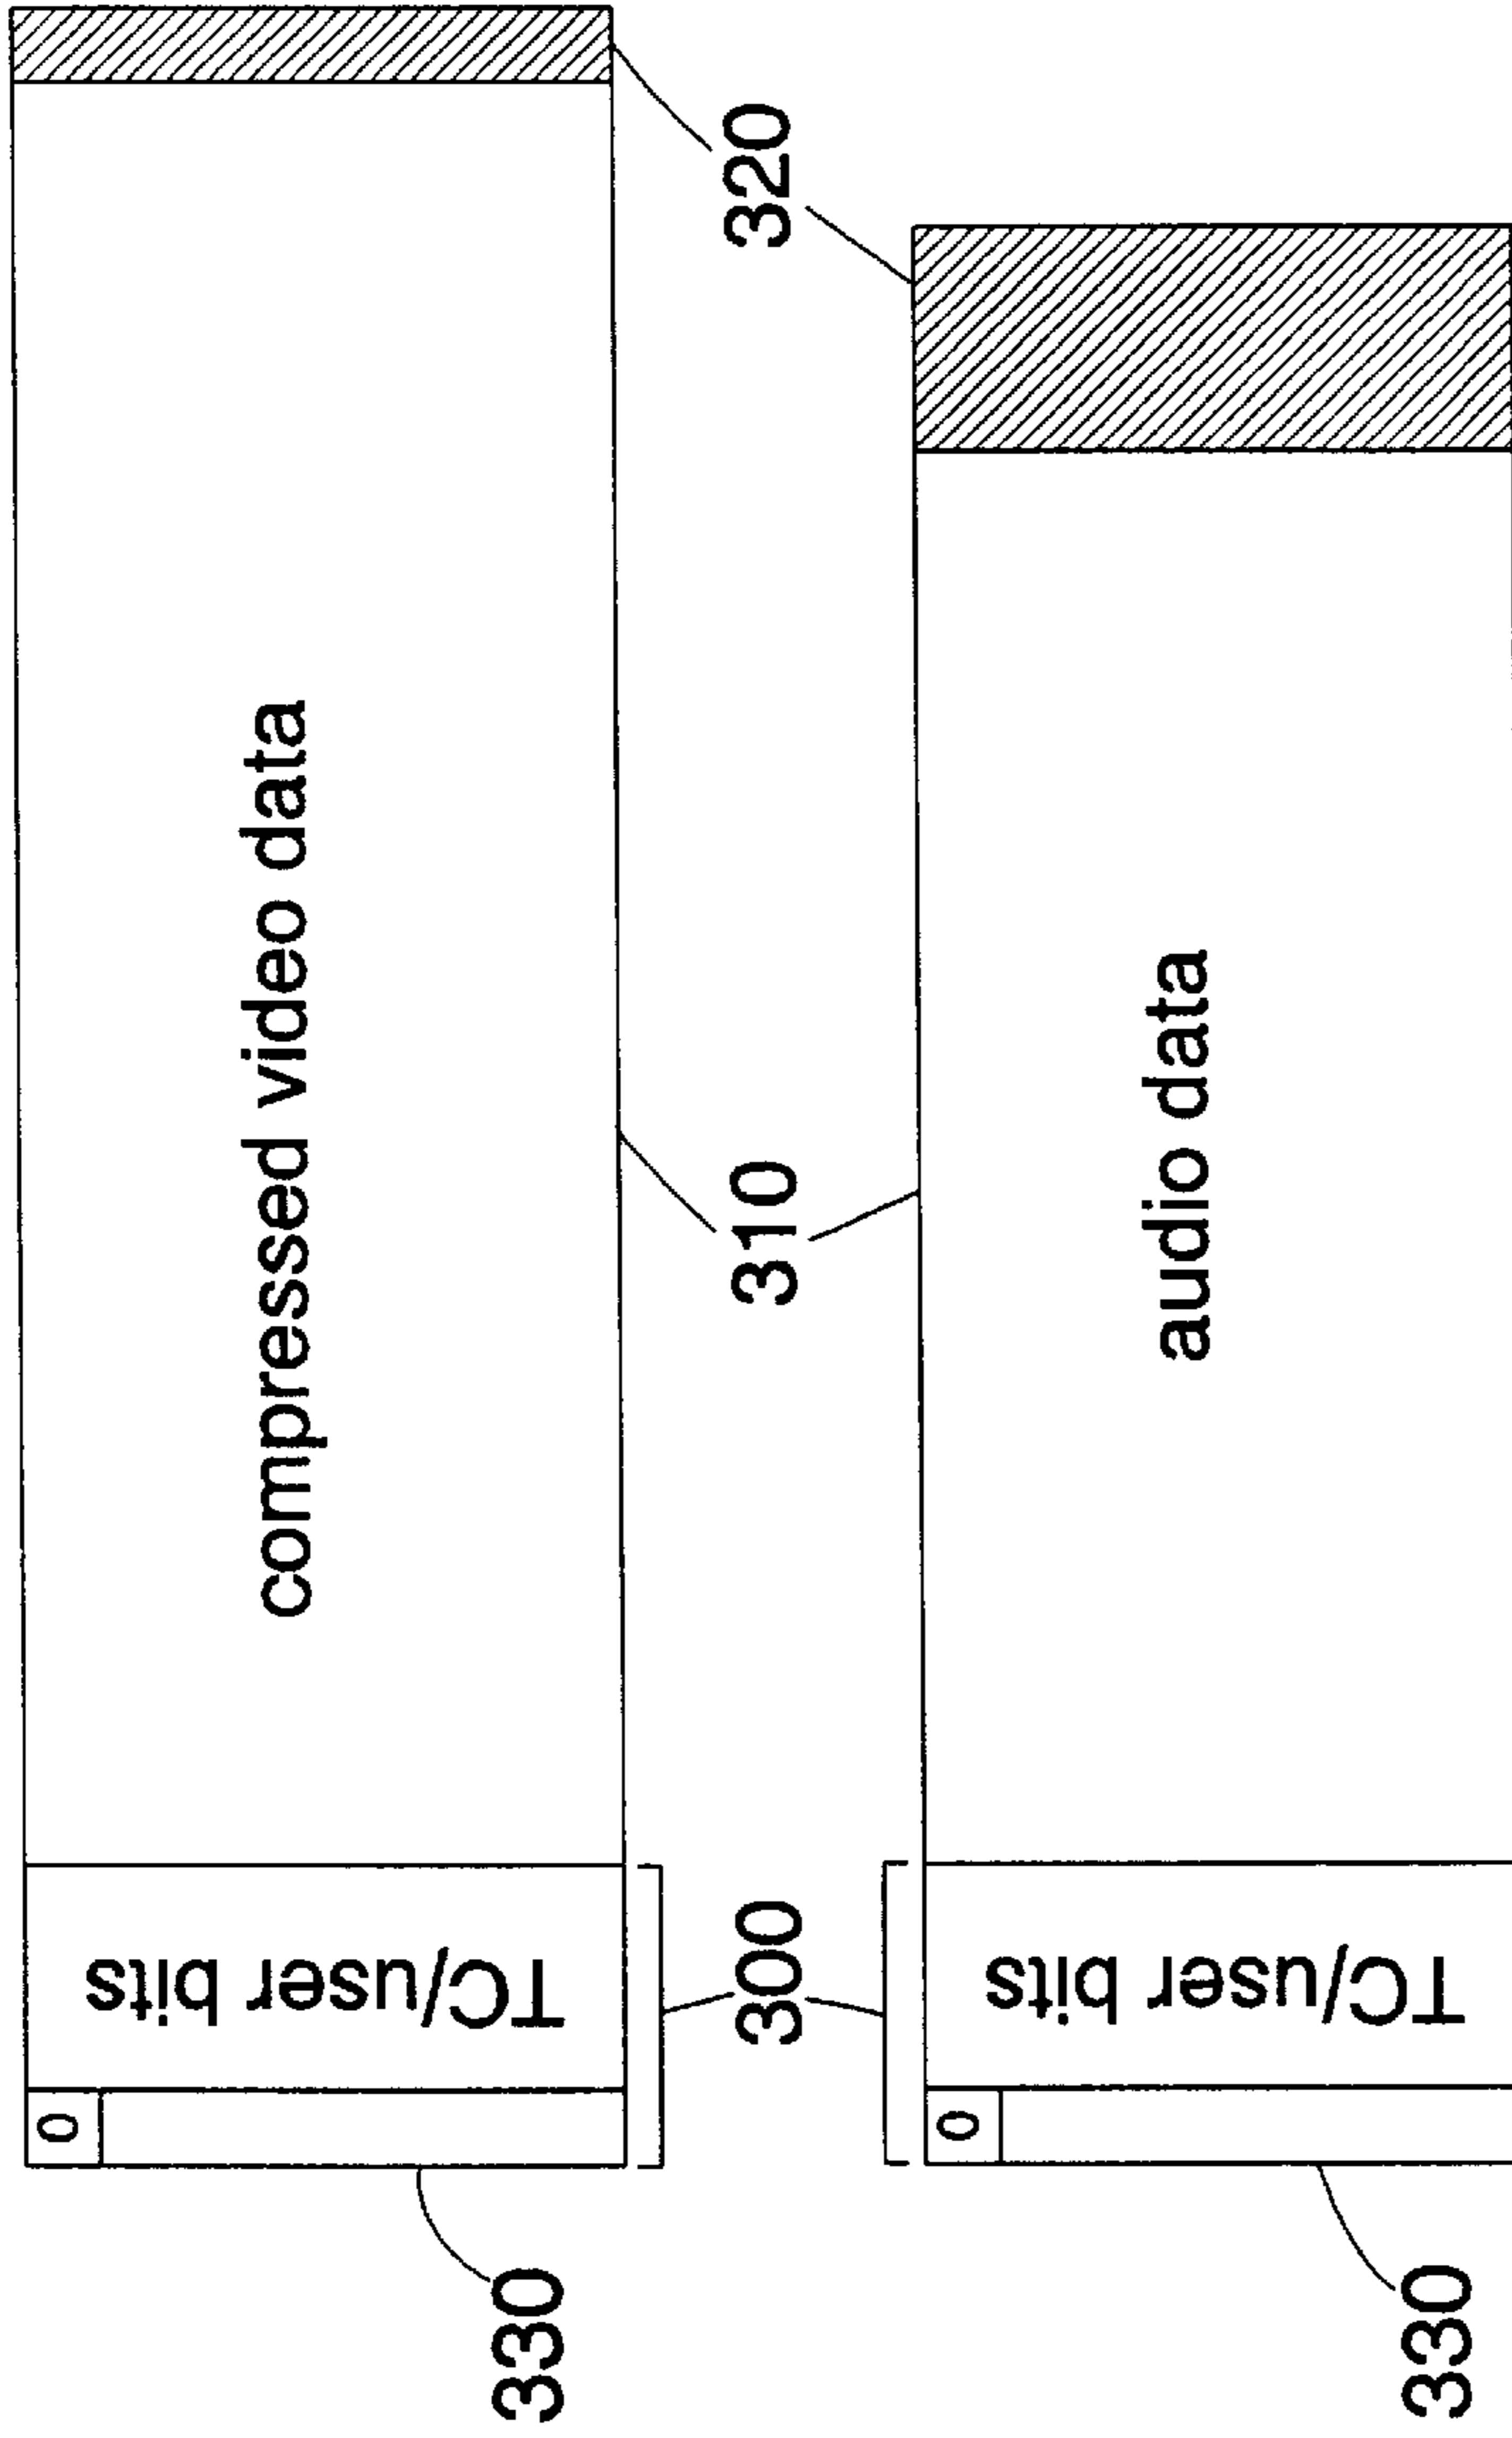 0
TC/user bits
compressed video data
330
300
310
320
0
TC/user bits
audio data
330